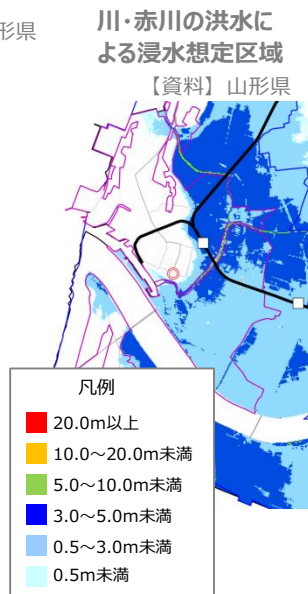 形県
川・赤川の洪水に
よる浸水想定区域
【資料】山形県
凡例
20.0m以上
10.0～20.0m未満
5.0～10.0m未満
3.0～5.0m未満
0.5～3.0m未満
0.5m未満